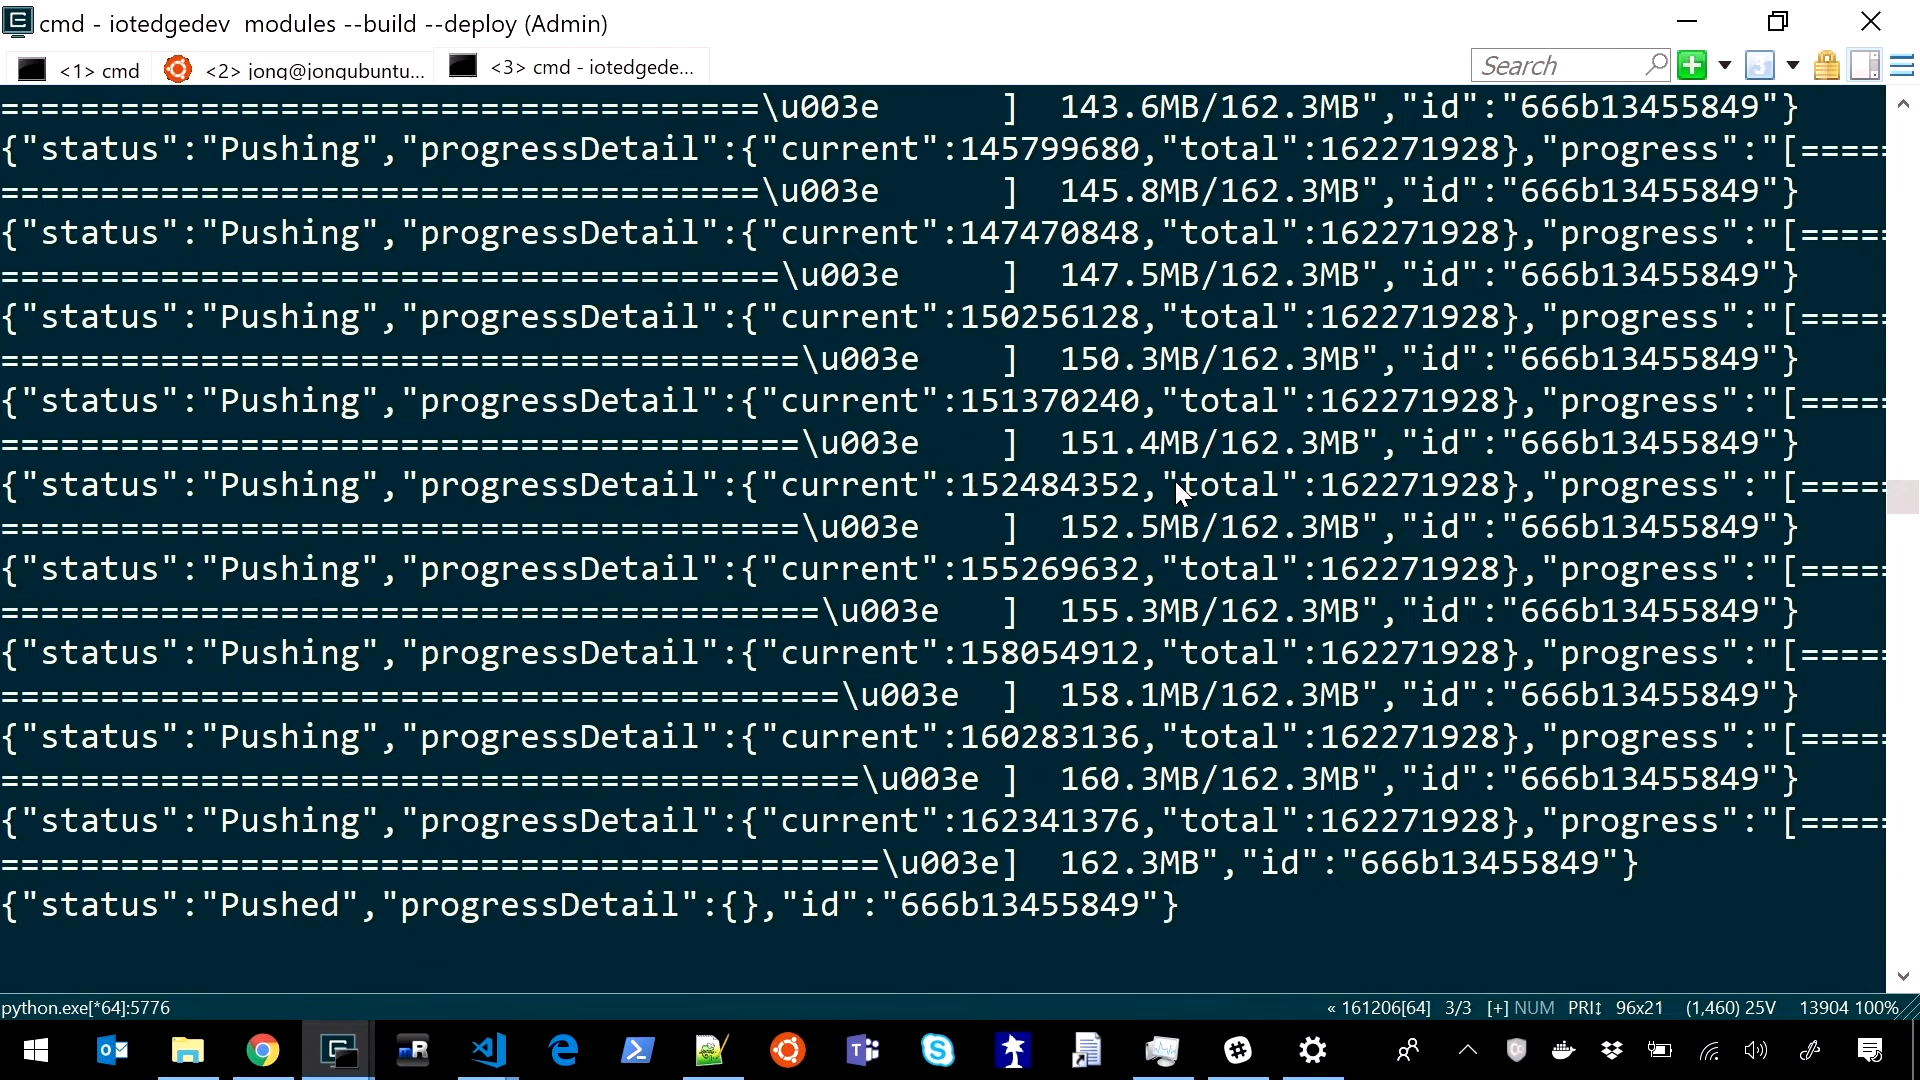 cmd - iotedgedev  modules --build --deploy (Admin)
<1> cmd
<2> jong@jongubuntu...
<3> cmd - iotedgede...
Search
======================================\u003e      ]  143.6MB/162.3MB","id":"666b13455849"}
{"status":"Pushing","progressDetail":{"current":145799680,"total":162271928},"progress":"[=====
======================================\u003e      ]  145.8MB/162.3MB","id":"666b13455849"}
{"status":"Pushing","progressDetail":{"current":147470848,"total":162271928},"progress":"[=====
=======================================\u003e     ]  147.5MB/162.3MB","id":"666b13455849"}
{"status":"Pushing","progressDetail":{"current":150256128,"total":162271928},"progress":"[=====
========================================\u003e    ]  150.3MB/162.3MB","id":"666b13455849"}
{"status":"Pushing","progressDetail":{"current":151370240,"total":162271928},"progress":"[=====
========================================\u003e    ]  151.4MB/162.3MB","id":"666b13455849"}
{"status":"Pushing","progressDetail":{"current":152484352,"total":162271928},"progress":"[=====
========================================\u003e    ]  152.5MB/162.3MB","id":"666b13455849"}
{"status":"Pushing","progressDetail":{"current":155269632,"total":162271928},"progress":"[=====
=========================================\u003e   ]  155.3MB/162.3MB","id":"666b13455849"}
{"status":"Pushing","progressDetail":{"current":158054912,"total":162271928},"progress":"[=====
==========================================\u003e  ]  158.1MB/162.3MB","id":"666b13455849"}
{"status":"Pushing","progressDetail":{"current":160283136,"total":162271928},"progress":"[=====
===========================================\u003e ]  160.3MB/162.3MB","id":"666b13455849"}
{"status":"Pushing","progressDetail":{"current":162341376,"total":162271928},"progress":"[=====
============================================\u003e]  162.3MB","id":"666b13455849"}
{"status":"Pushed","progressDetail":{},"id":"666b13455849"}
python.exe[*64]:5776
« 161206[64]  3/3  [+] NUM  PRI↕  96x21  (1,460) 25V  13904 100%